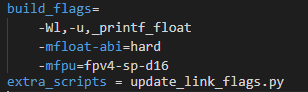 build_flags=
-Wl,-u,_printf_float
-mfloat-abi=hard
-mfpu=fpv4-sp-d16
extra_scripts = update_link_flags.py